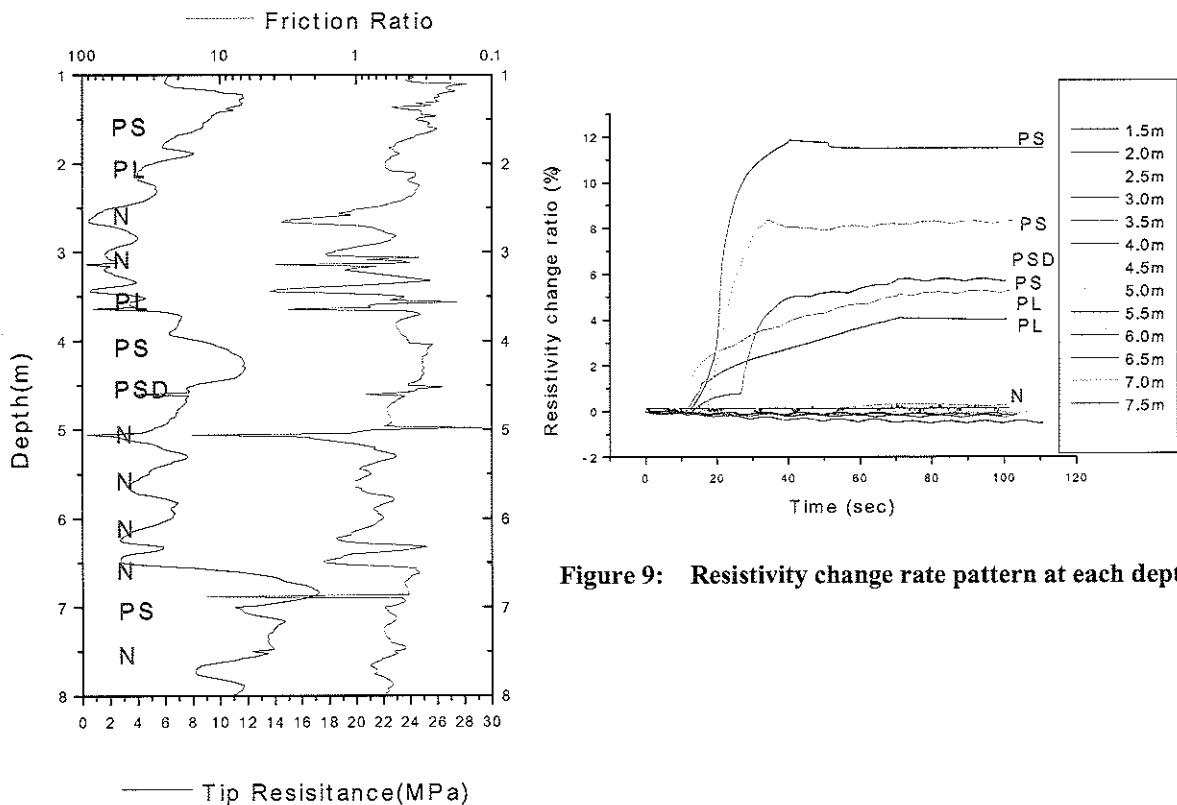 Friction Ratio
100 10 1 0.1
1 1
PS
2 PL 2
N
3 3
N
PL
4 PS 4
PSD
5 N 5
N
6 N 6
N
7 PS 7
N
8 8
0 2 4 6 8 10 12 14 16 18 20 22 24 26 28 30
Depth(m)
Tip Resisitance(MPa)
Resistivity change ratio (%)
12
10
8
6
4
2
0
-2
0 20 40 60 80 100 120
Time (sec)
PS
PS
PSD
PS
PL
PL
N
1.5m
2.0m
2.5m
3.0m
3.5m
4.0m
4.5m
5.0m
5.5m
6.0m
6.5m
7.0m
7.5m
Figure 9: Resistivity change rate pattern at each dept